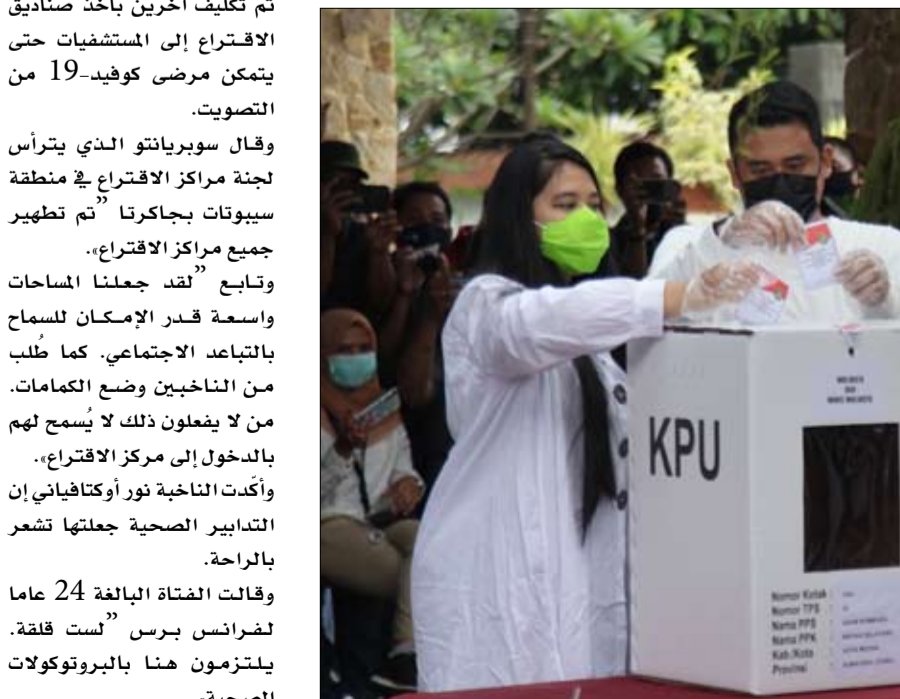 تم تكليف آخرين بأخذ صناديق
الاقتراع إلى المستشفيات حتى
يتمكن مرضى كوفيد-19 من
التصويت.
وقال سوبريانتو الذي يترأس
لجنة مراكز الاقتراع في منطقة
سيبوتات بجاكرتا ”تم تطهير
جميع مراكز الاقتراع«.
وتابع ”لقد جعلنا المساحات
واسعة قدر الإمكان للسماح
بالتباعد الاجتماعي. كما طُلب
من الناخبين وضع الكمامات.
من لا يفعلون ذلك لا يُسمح لهم
بالدخول إلى مركز الاقتراع«.
وأكّدت الناخبة نور أوكتافياني إن
التدابير الصحية جعلتها تشعر
بالراحة.
وقالت الفتاة البالغة 24 عاما
لفرانس برس ”لست قلقة.
يلتزمون هنا بالبروتوكولات
الصحية«
KPU
Nomor Kotak :
Nomor TPS :
Nama PPS :
Nama PPK :
Kab/Kota :
Provinsi :